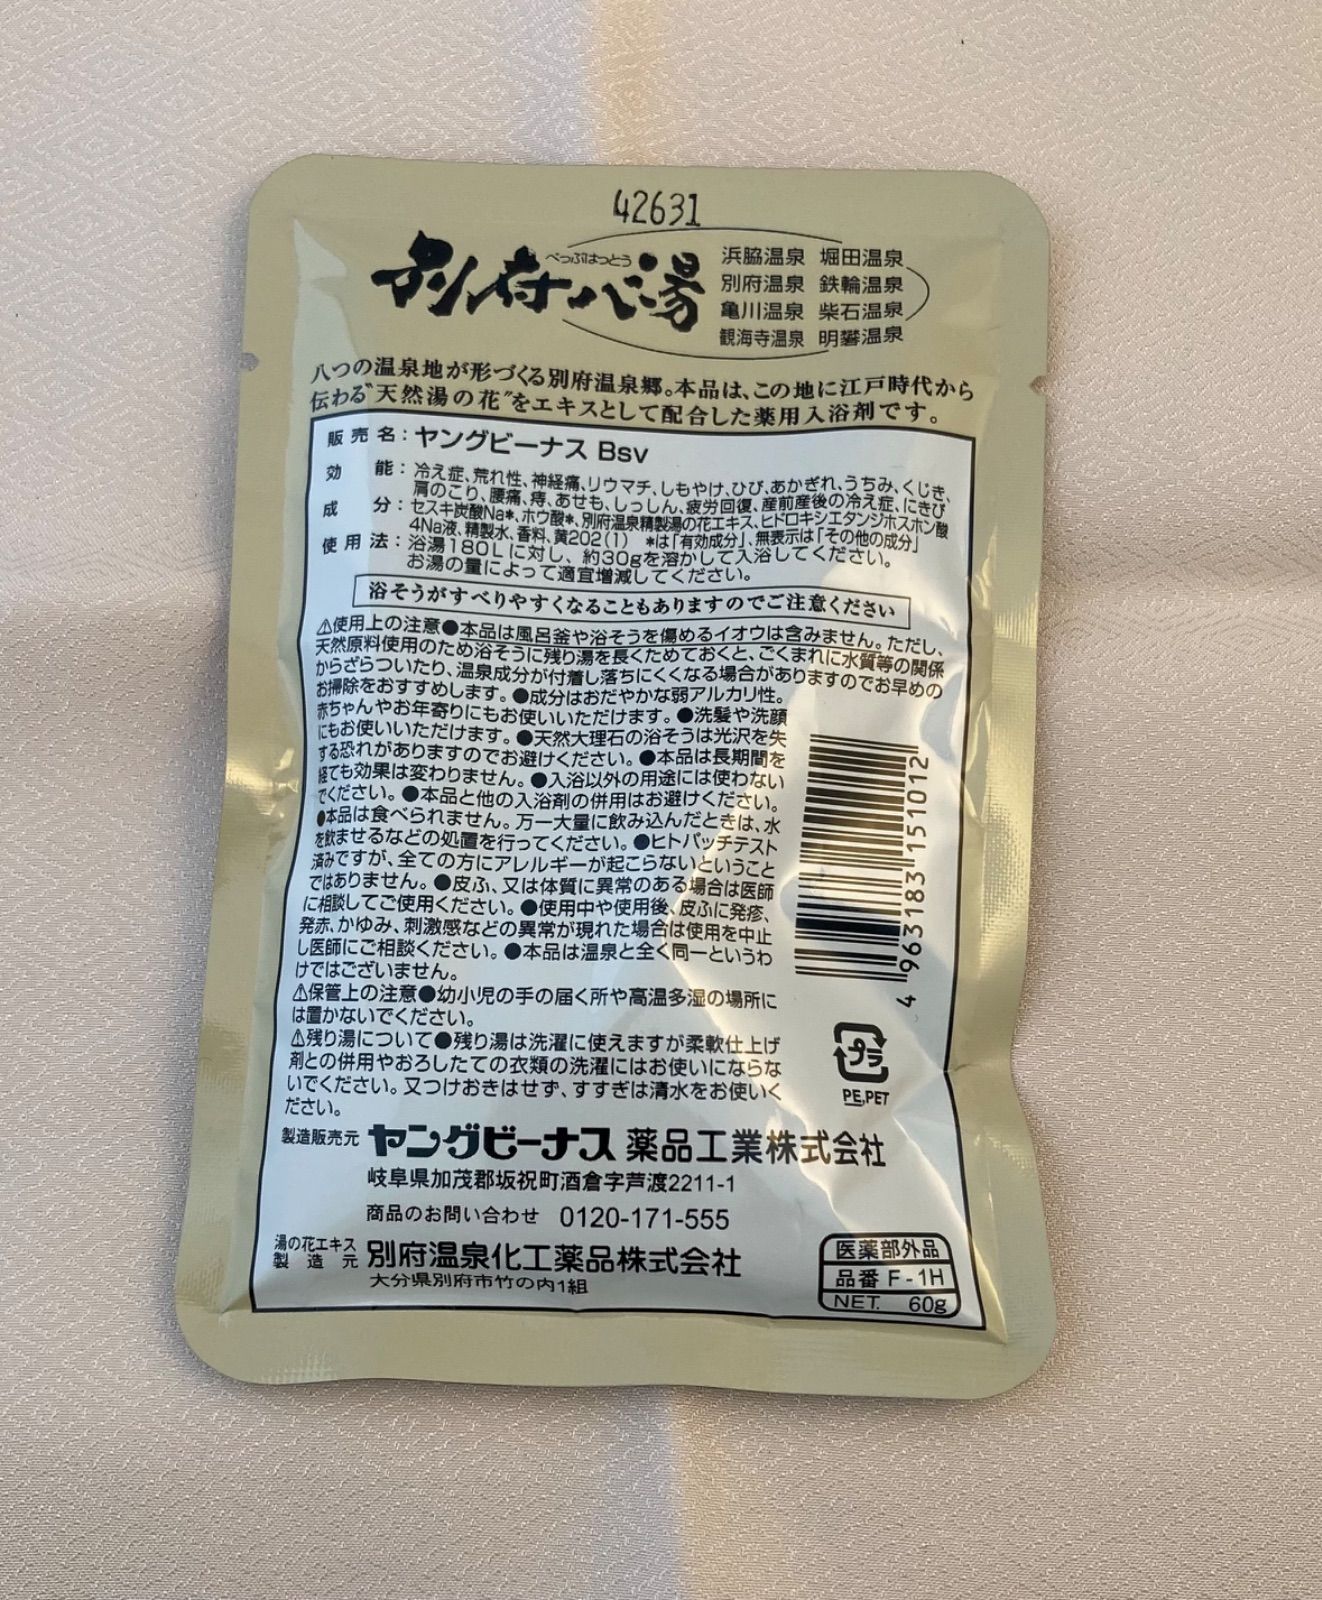 42631
別府八湯
べっぷはっとう
浜脇温泉 堀田温泉
別府温泉 鉄輪温泉
亀川温泉 柴石温泉
観海寺温泉 明礬温泉
八つの温泉地が形づくる別府温泉郷。本品は、この地に江戸時代から
伝わる"天然湯の花"をエキスとして配合した薬用入浴剤です。
販売名：ヤングビーナス Bsv
効能：冷え症、荒れ性、神経痛、リウマチ、しもやけ、ひび、あかぎれ、うちみ、くじき、
肩のこり、腰痛、痔、あせも、しっしん、疲労回復、産前産後の冷え症、にきび
成分：セスキ炭酸Na*、ホウ酸*、別府温泉精製湯の花エキス、ヒドロキシエタンジホスホン酸
4Na液、精製水、香料、黄202(1) *は「有効成分」、無表示は「その他の成分」
使用法：浴湯180Lに対し、約30gを溶かして入浴してください。
お湯の量によって適宜増減してください。
浴そうがすべりやすくなることもありますのでご注意ください
⚠使用上の注意●本品は風呂釜や浴そうを傷めるイオウは含みません。ただし、
天然原料使用のため浴そうに残り湯を長くためておくと、ごくまれに水質等の関係
からざらついたり、温泉成分が付着し落ちにくくなる場合がありますのでお早めの
お掃除をおすすめします。●成分はおだやかな弱アルカリ性。
赤ちゃんやお年寄りにもお使いいただけます。●洗髪や洗顔
にもお使いいただけます。●天然大理石の浴そうは光沢を失
する恐れがありますのでお避けください。●本品は長期間を
経ても効果は変わりません。●入浴以外の用途には使わない
でください。●本品と他の入浴剤の併用はお避けください。
●本品は食べられません。万一大量に飲み込んだときは、水
を飲ませるなどの処置を行ってください。●ヒトパッチテスト
済みですが、全ての方にアレルギーが起こらないということ
ではありません。●皮ふ、又は体質に異常のある場合は医師
に相談してご使用ください。●使用中や使用後、皮ふに発疹、
発赤、かゆみ、刺激感などの異常が現れた場合は使用を中止
し医師にご相談ください。●本品は温泉と全く同一というわ
けではございません。
⚠保管上の注意●幼小児の手の届く所や高温多湿の場所に
は置かないでください。
⚠残り湯について●残り湯は洗濯に使えますが柔軟仕上げ
剤との併用やおろしたての衣類の洗濯にはお使いにならな
いでください。又つけおきはせず、すすぎは清水をお使いく
ださい。
4 963183 151012
プラ
PE,PET
製造販売元 ヤングビーナス薬品工業株式会社
岐阜県加茂郡坂祝町酒倉字芦渡2211-1
商品のお問い合わせ 0120-171-555
湯の花エキス
製造元 別府温泉化工薬品株式会社
大分県別府市竹の内1組
医薬部外品
品番 F-1H
NET. 60g